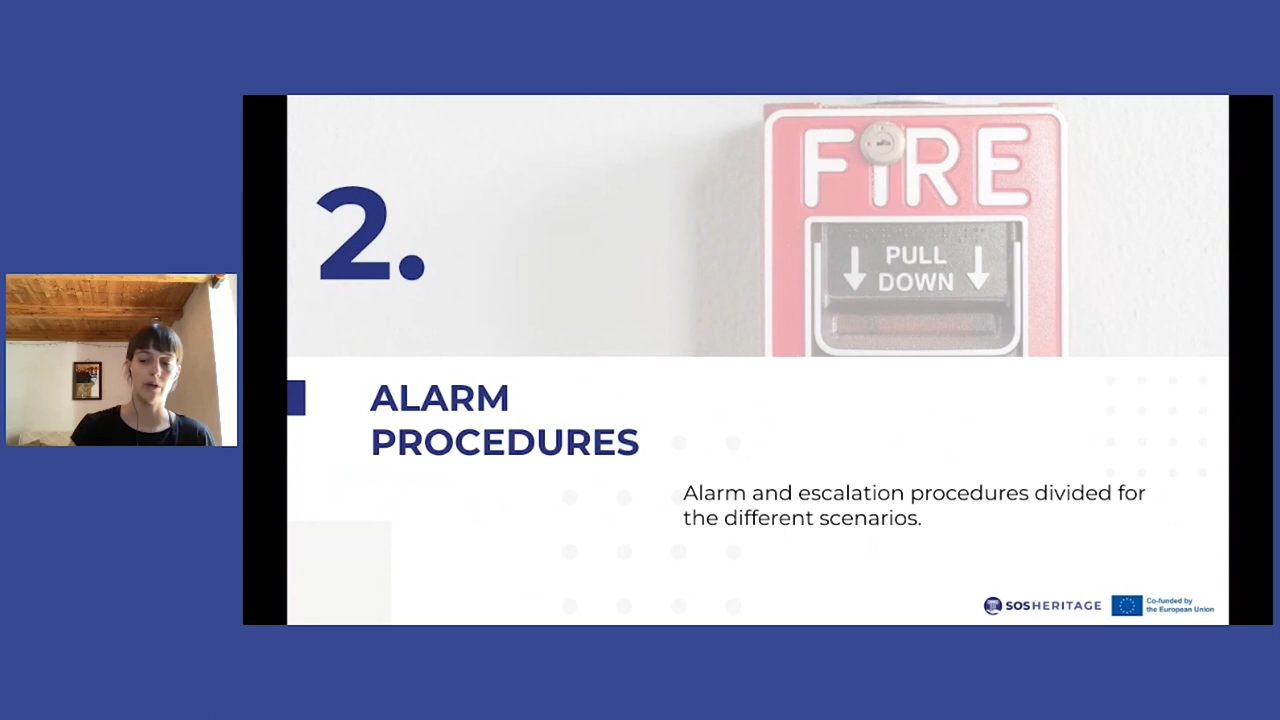 FIRE
PULL
DOWN
2.
ALARM
PROCEDURES
Alarm and escalation procedures divided for
the different scenarios.
SOSHERITAGE
Co-funded by
the European Union